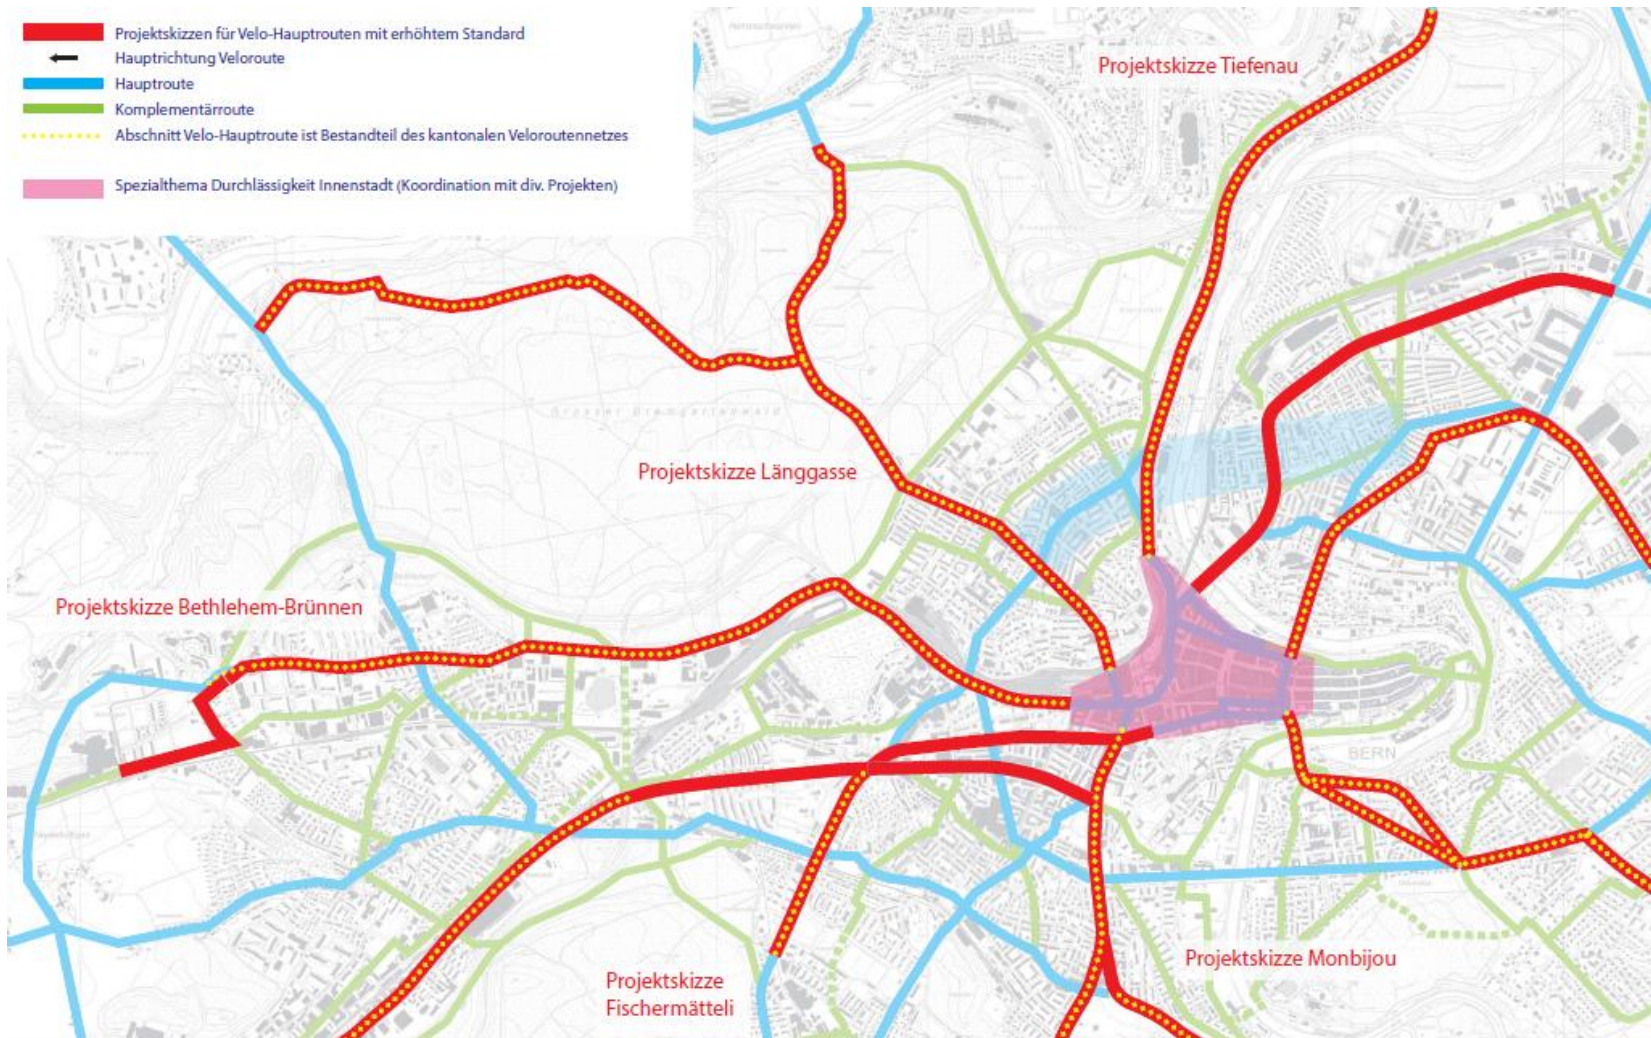 Projektskizzen für Velo-Hauptrouten mit erhöhtem Standard
Hauptrichtung Veloroute
Hauptroute
Komplementärroute
Abschnitt Velo-Hauptroute ist Bestandteil des kantonalen Veloroutennetzes
Spezialthema Durchlässigkeit Innenstadt (Koordination mit div. Projekten)
Projektskizze Tiefenau
Grosser Bremgartenwald
Projektskizze Länggasse
Projektskizze Bethlehem-Brünnen
BERN
Projektskizze Monbijou
Projektskizze
Fischermätteli